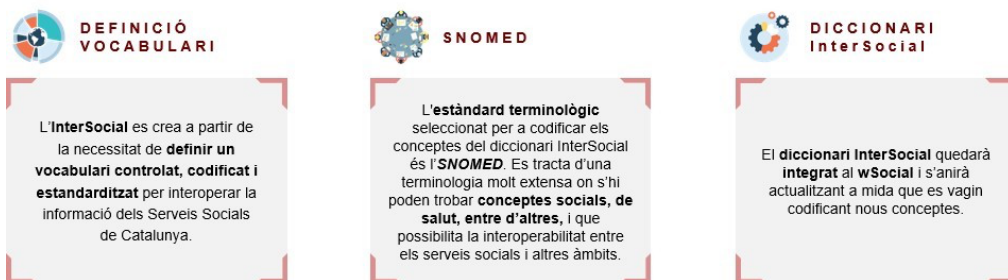 DEFINICIÓ
VOCABULARI
L'InterSocial es crea a partir de
la necessitat de definir un
vocabulari controlat, codificat i
estandarditzat per interoperar la
informació dels Serveis Socials
de Catalunya.
SNOMED
L'estàndard terminològic
seleccionat per a codificar els
conceptes del diccionari InterSocial
és l'SNOMED. Es tracta d'una
terminologia molt extensa on s'hi
poden trobar conceptes socials, de
salut, entre d'altres, i que
possibilita la interoperabilitat entre
els serveis socials i altres àmbits.
DICCIONARI
InterSocial
El diccionari InterSocial quedarà
integrat al wSocial i s'anirà
actualitzant a mida que es vagin
codificant nous conceptes.